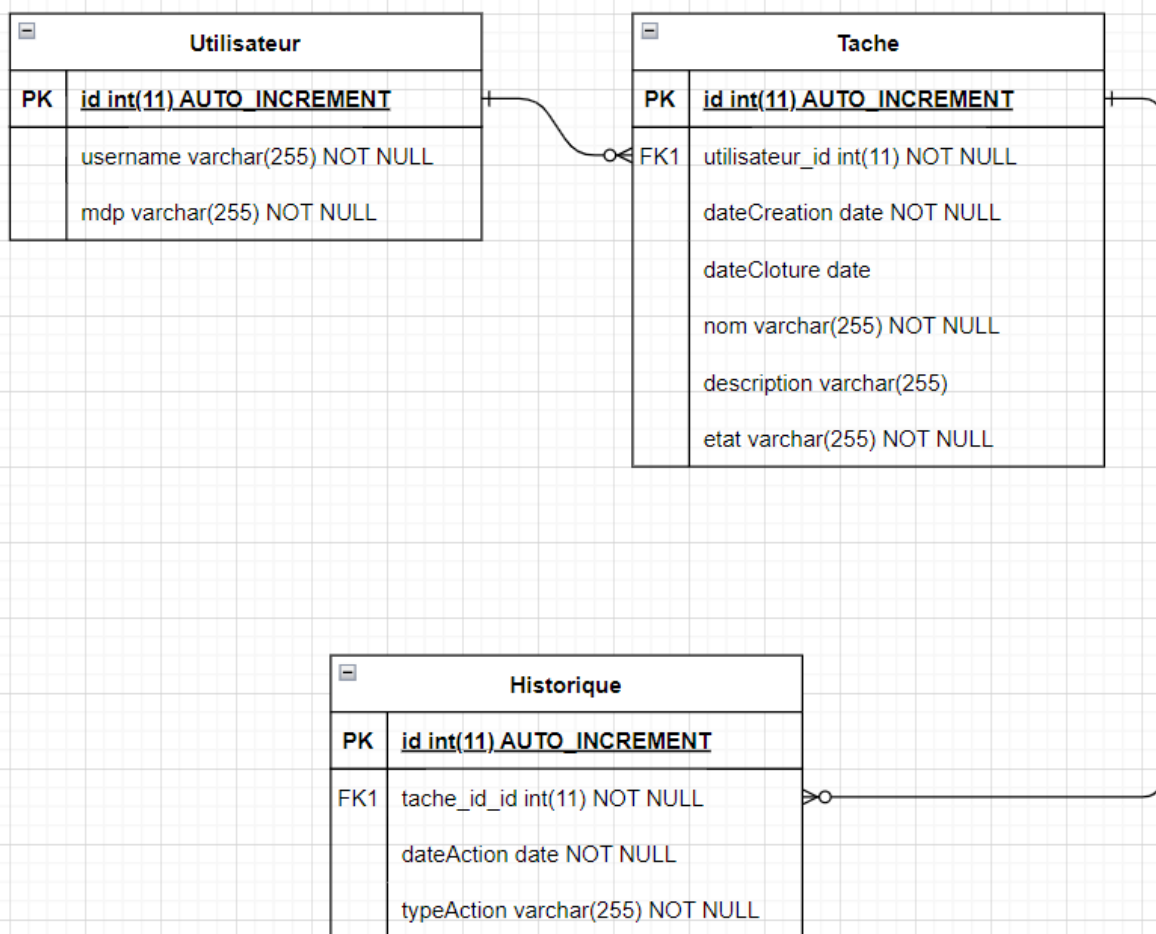 Utilisateur
PK id int(11) AUTO_INCREMENT
username varchar(255) NOT NULL
mdp varchar(255) NOT NULL
Tache
PK id int(11) AUTO_INCREMENT
FK1 utilisateur_id int(11) NOT NULL
dateCreation date NOT NULL
dateCloture date
nom varchar(255) NOT NULL
description varchar(255)
etat varchar(255) NOT NULL
Historique
PK id int(11) AUTO_INCREMENT
FK1 tache_id_id int(11) NOT NULL
dateAction date NOT NULL
typeAction varchar(255) NOT NULL